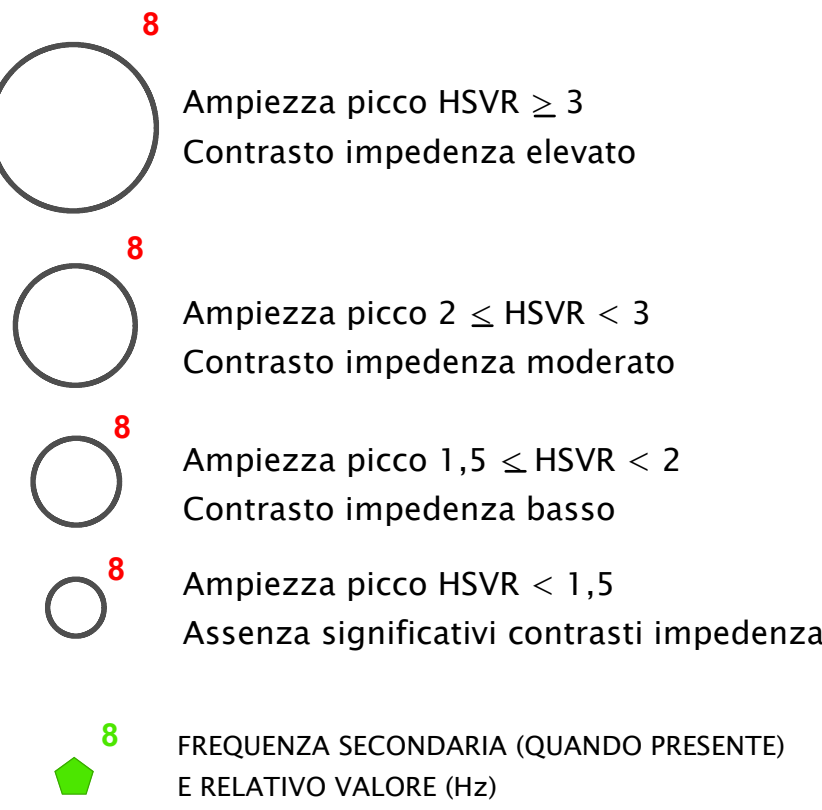 8
Ampiezza picco HSVR ≥ 3
Contrasto impedenza elevato
8
Ampiezza picco 2 ≤ HSVR < 3
Contrasto impedenza moderato
8
Ampiezza picco 1,5 ≤ HSVR < 2
Contrasto impedenza basso
8
Ampiezza picco HSVR < 1,5
Assenza significativi contrasti impedenza
8
FREQUENZA SECONDARIA (QUANDO PRESENTE)
E RELATIVO VALORE (Hz)